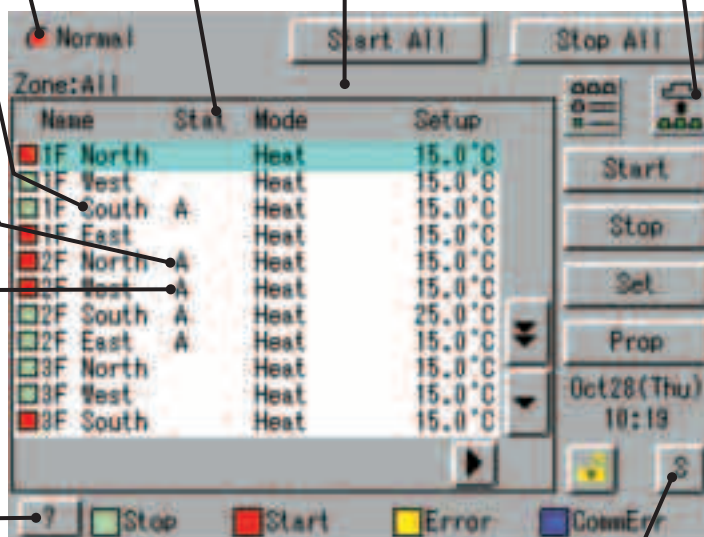 Normal Start All Stop All
Zone:All
Name Stat Mode Setup
1F North Heat 15.0°C
1F West Heat 15.0°C
1F South A Heat 15.0°C
1F East Heat 15.0°C
2F North A Heat 15.0°C
2F West A Heat 15.0°C
2F South A Heat 25.0°C
2F East A Heat 15.0°C
3F North Heat 15.0°C
3F West Heat 15.0°C
3F South Heat 15.0°C
Start
Stop
Set
Prop
Oct28(Thu)
10:19
S
? Stop Start Error CommErr